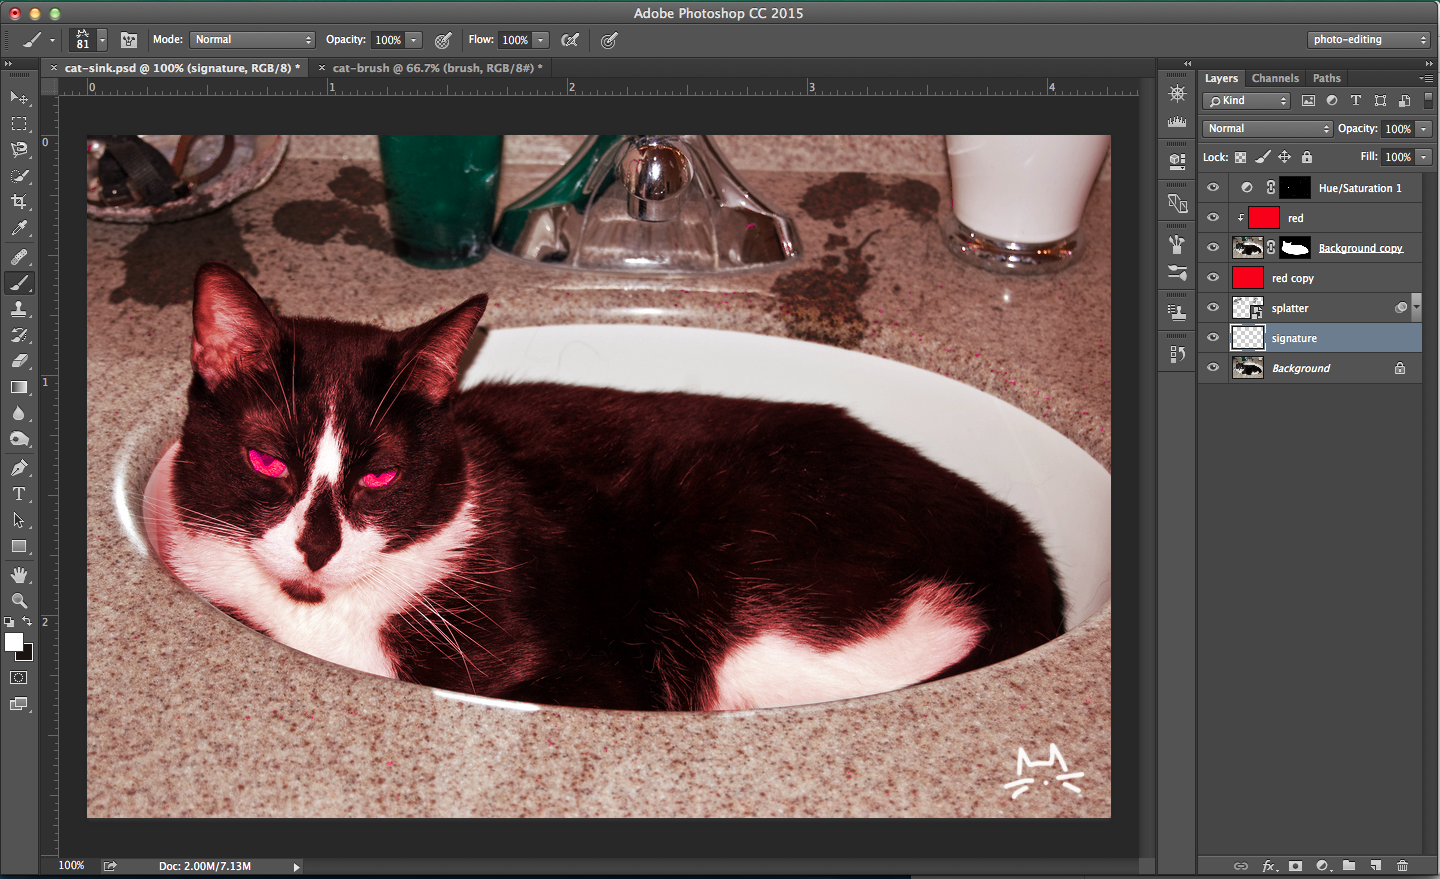 Adobe Photoshop CC 2015
81
Mode: Normal
Opacity: 100%
Flow: 100%
photo-editing
× cat-sink.psd @ 100% (signature, RGB/8) *
× cat-brush @ 66.7% (brush, RGB/8#) *
0 1 2 3 4
0
1
2
Layers Channels Paths
Kind
Normal
Opacity: 100%
Lock:
Fill: 100%
Hue/Saturation 1
red
Background copy
red copy
splatter
signature
Background
100%
Doc: 2.00M/7.13M
fx